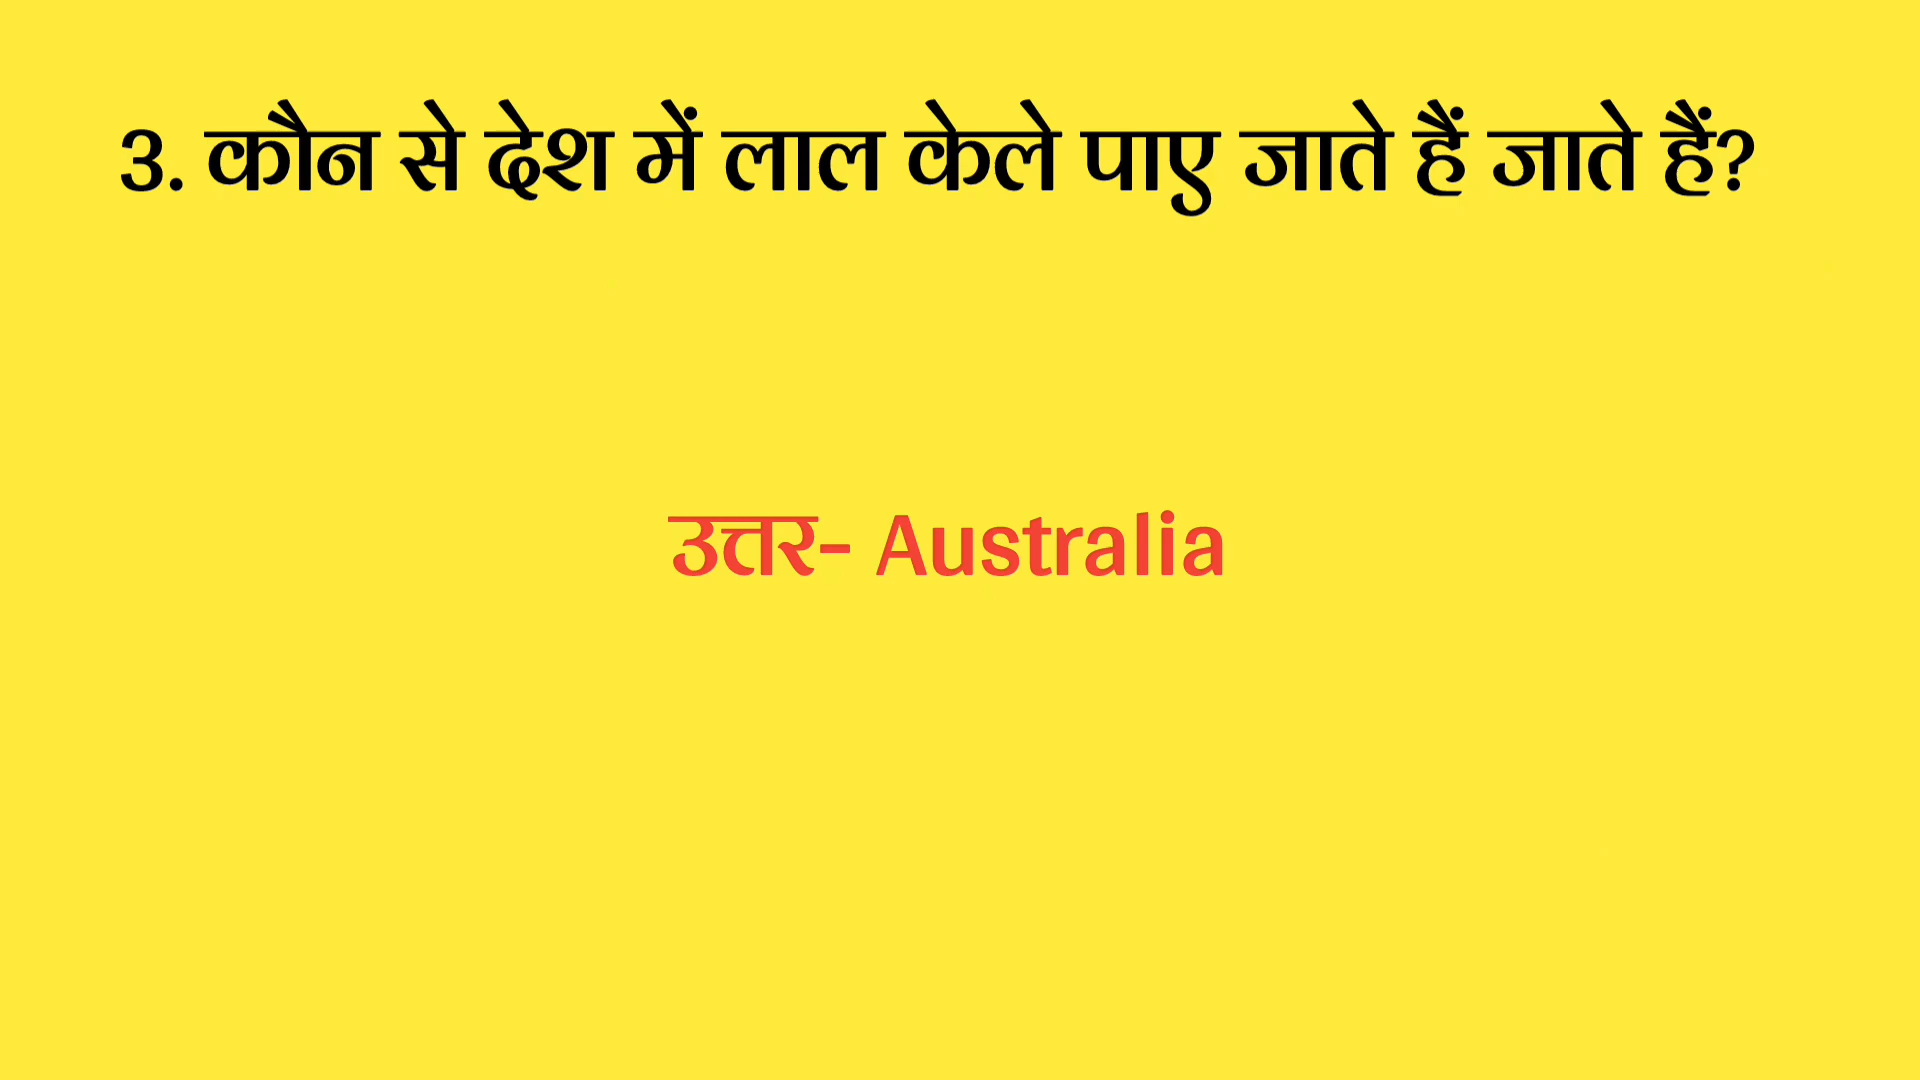 3. कौन से देश में लाल केले पाए जाते हैं जाते हैं?
उत्तर- Australia